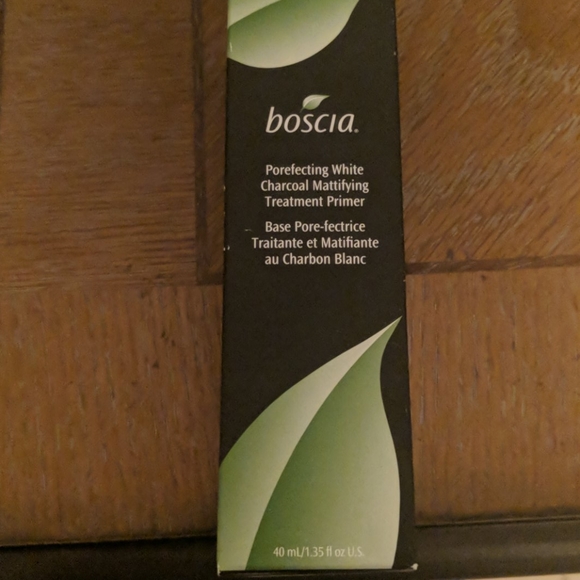 boscia®
Porefecting White
Charcoal Mattifying
Treatment Primer
Base Pore-fectrice
Traitante et Matifiante
au Charbon Blanc
40 mL/1.35 fl oz U.S.